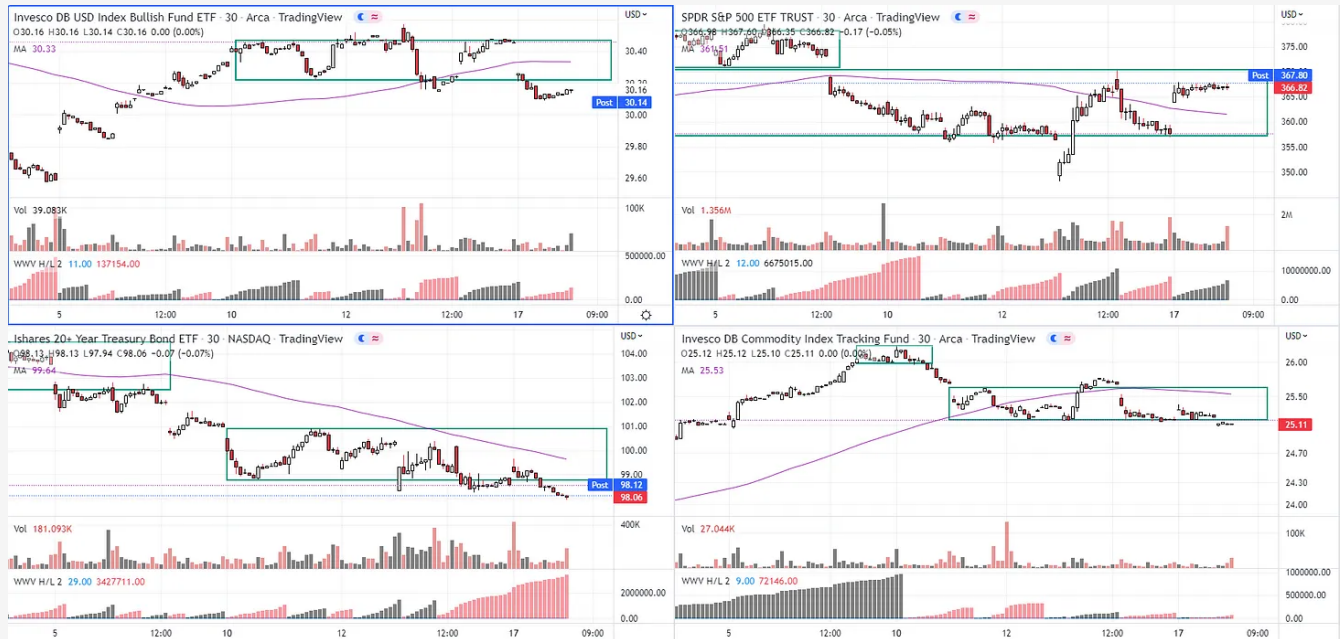 Invesco DB USD Index Bullish Fund ETF · 30 · Arca · TradingView
USD
O30.16 H30.16 L30.14 C30.16 0.00 (0.00%)
MA 30.33
30.40
30.20
30.16
Post 30.14
30.00
29.80
29.60
Vol 39.083K
100K
WWV H/L 2 11.00 137154.00
500000.00
0.00
5 12:00 10 12 12:00 17 09:00
SPDR S&P 500 ETF TRUST · 30 · Arca · TradingView
USD
O366.98 H367.60 L366.35 C366.82 -0.17 (-0.05%)
MA 361.51
375.00
Post 367.80
366.82
365.00
360.00
355.00
350.00
Vol 1.356M
2M
WWV H/L 2 12.00 6675015.00
10000000.00
0.00
5 12:00 10 12 12:00 17 09:00
Ishares 20+ Year Treasury Bond ETF · 30 · NASDAQ · TradingView
USD
O98.13 H98.13 L97.94 C98.06 -0.07 (-0.07%)
MA 99.64
104.00
103.00
102.00
101.00
100.00
99.00
Post 98.12
98.06
Vol 181.093K
400K
WWV H/L 2 29.00 3427711.00
2000000.00
0.00
5 12:00 10 12 12:00 17 09:00
Invesco DB Commodity Index Tracking Fund · 30 · Arca · TradingView
USD
O25.12 H25.12 L25.10 C25.11 0.00 (0.00%)
MA 25.53
26.00
25.50
25.11
24.70
24.30
24.00
Vol 27.044K
100K
WWV H/L 2 9.00 72146.00
1000000.00
500000.00
0.00
5 12:00 10 12 12:00 17 09:00